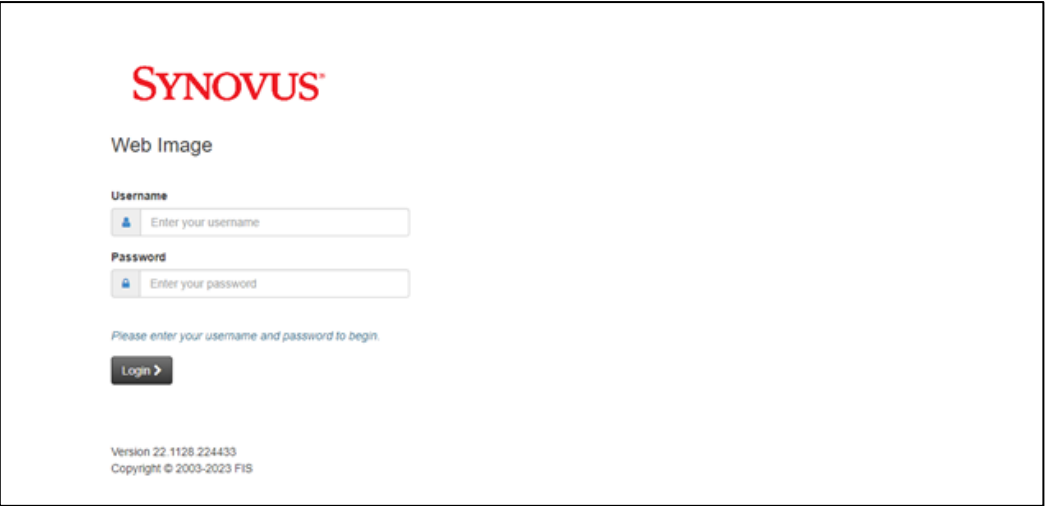 SYNOVUS®
Web Image
Username
Enter your username
Password
Enter your password
Please enter your username and password to begin.
Login
Version 22.1128.224433
Copyright © 2003-2023 FIS